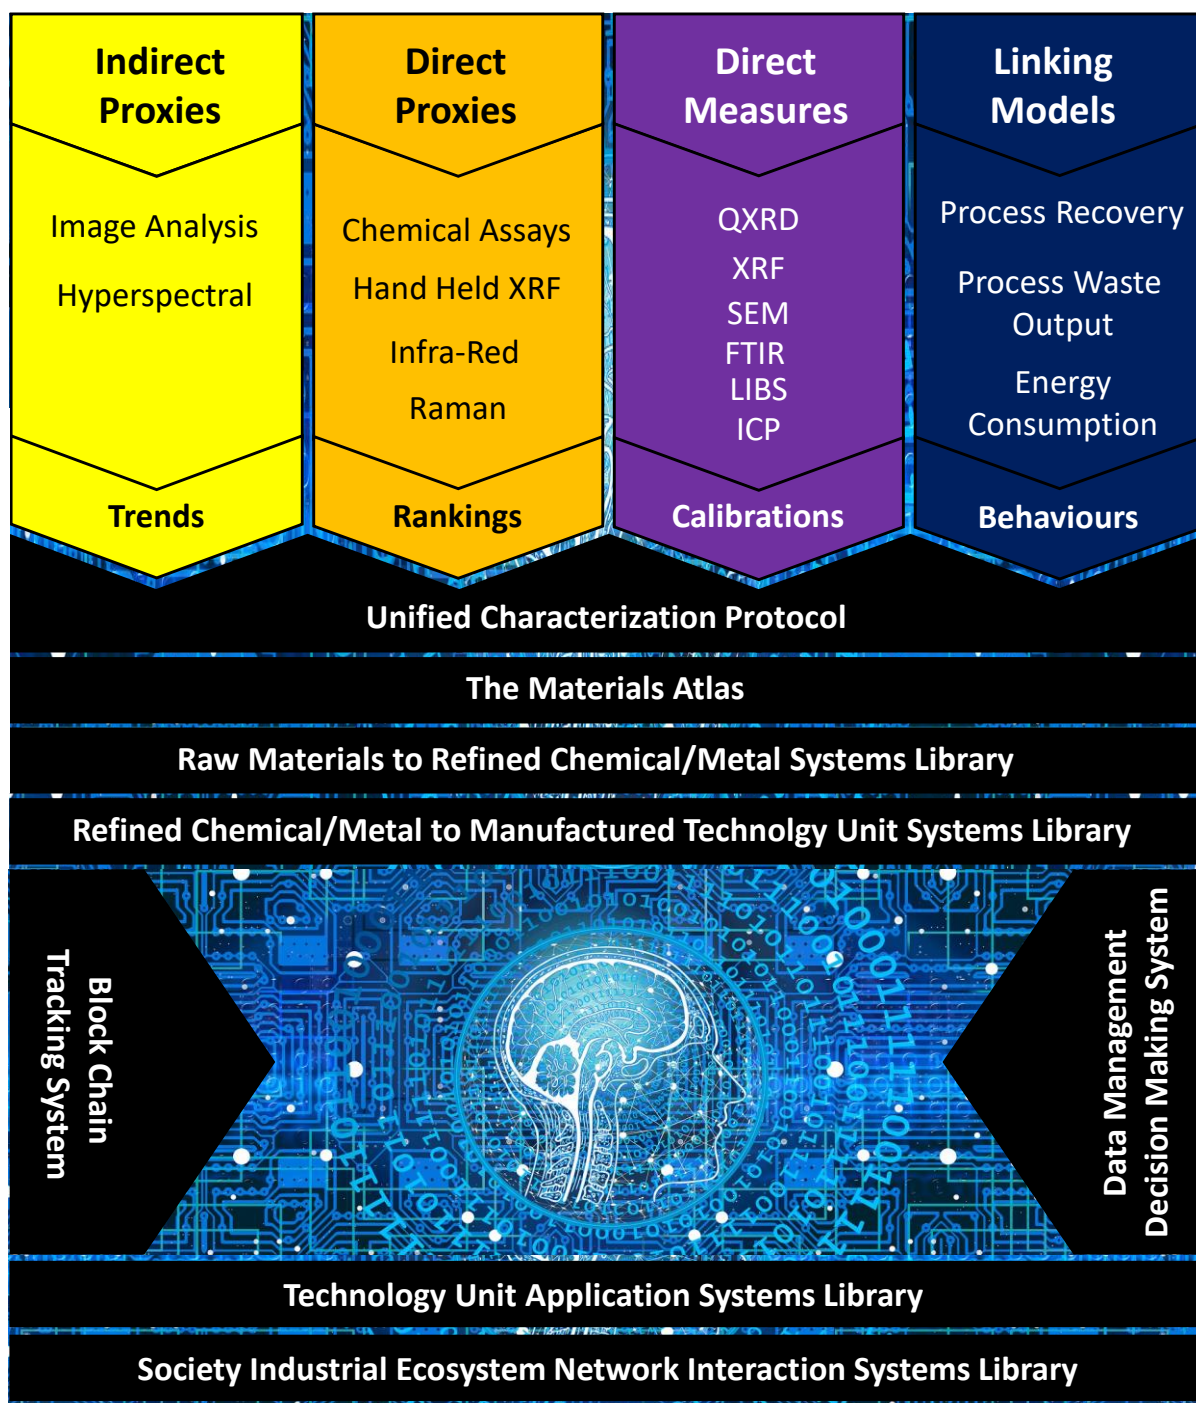 Indirect
Proxies
Image Analysis
Hyperspectral
Trends
Direct
Proxies
Chemical Assays
Hand Held XRF
Infra-Red
Raman
Rankings
Direct
Measures
QXRD
XRF
SEM
FTIR
LIBS
ICP
Calibrations
Linking
Models
Process Recovery
Process Waste
Output
Energy
Consumption
Behaviours
Unified Characterization Protocol
The Materials Atlas
Raw Materials to Refined Chemical/Metal Systems Library
Refined Chemical/Metal to Manufactured Technolgy Unit Systems Library
Block Chain
Tracking System
Data Management
Decision Making System
Technology Unit Application Systems Library
Society Industrial Ecosystem Network Interaction Systems Library